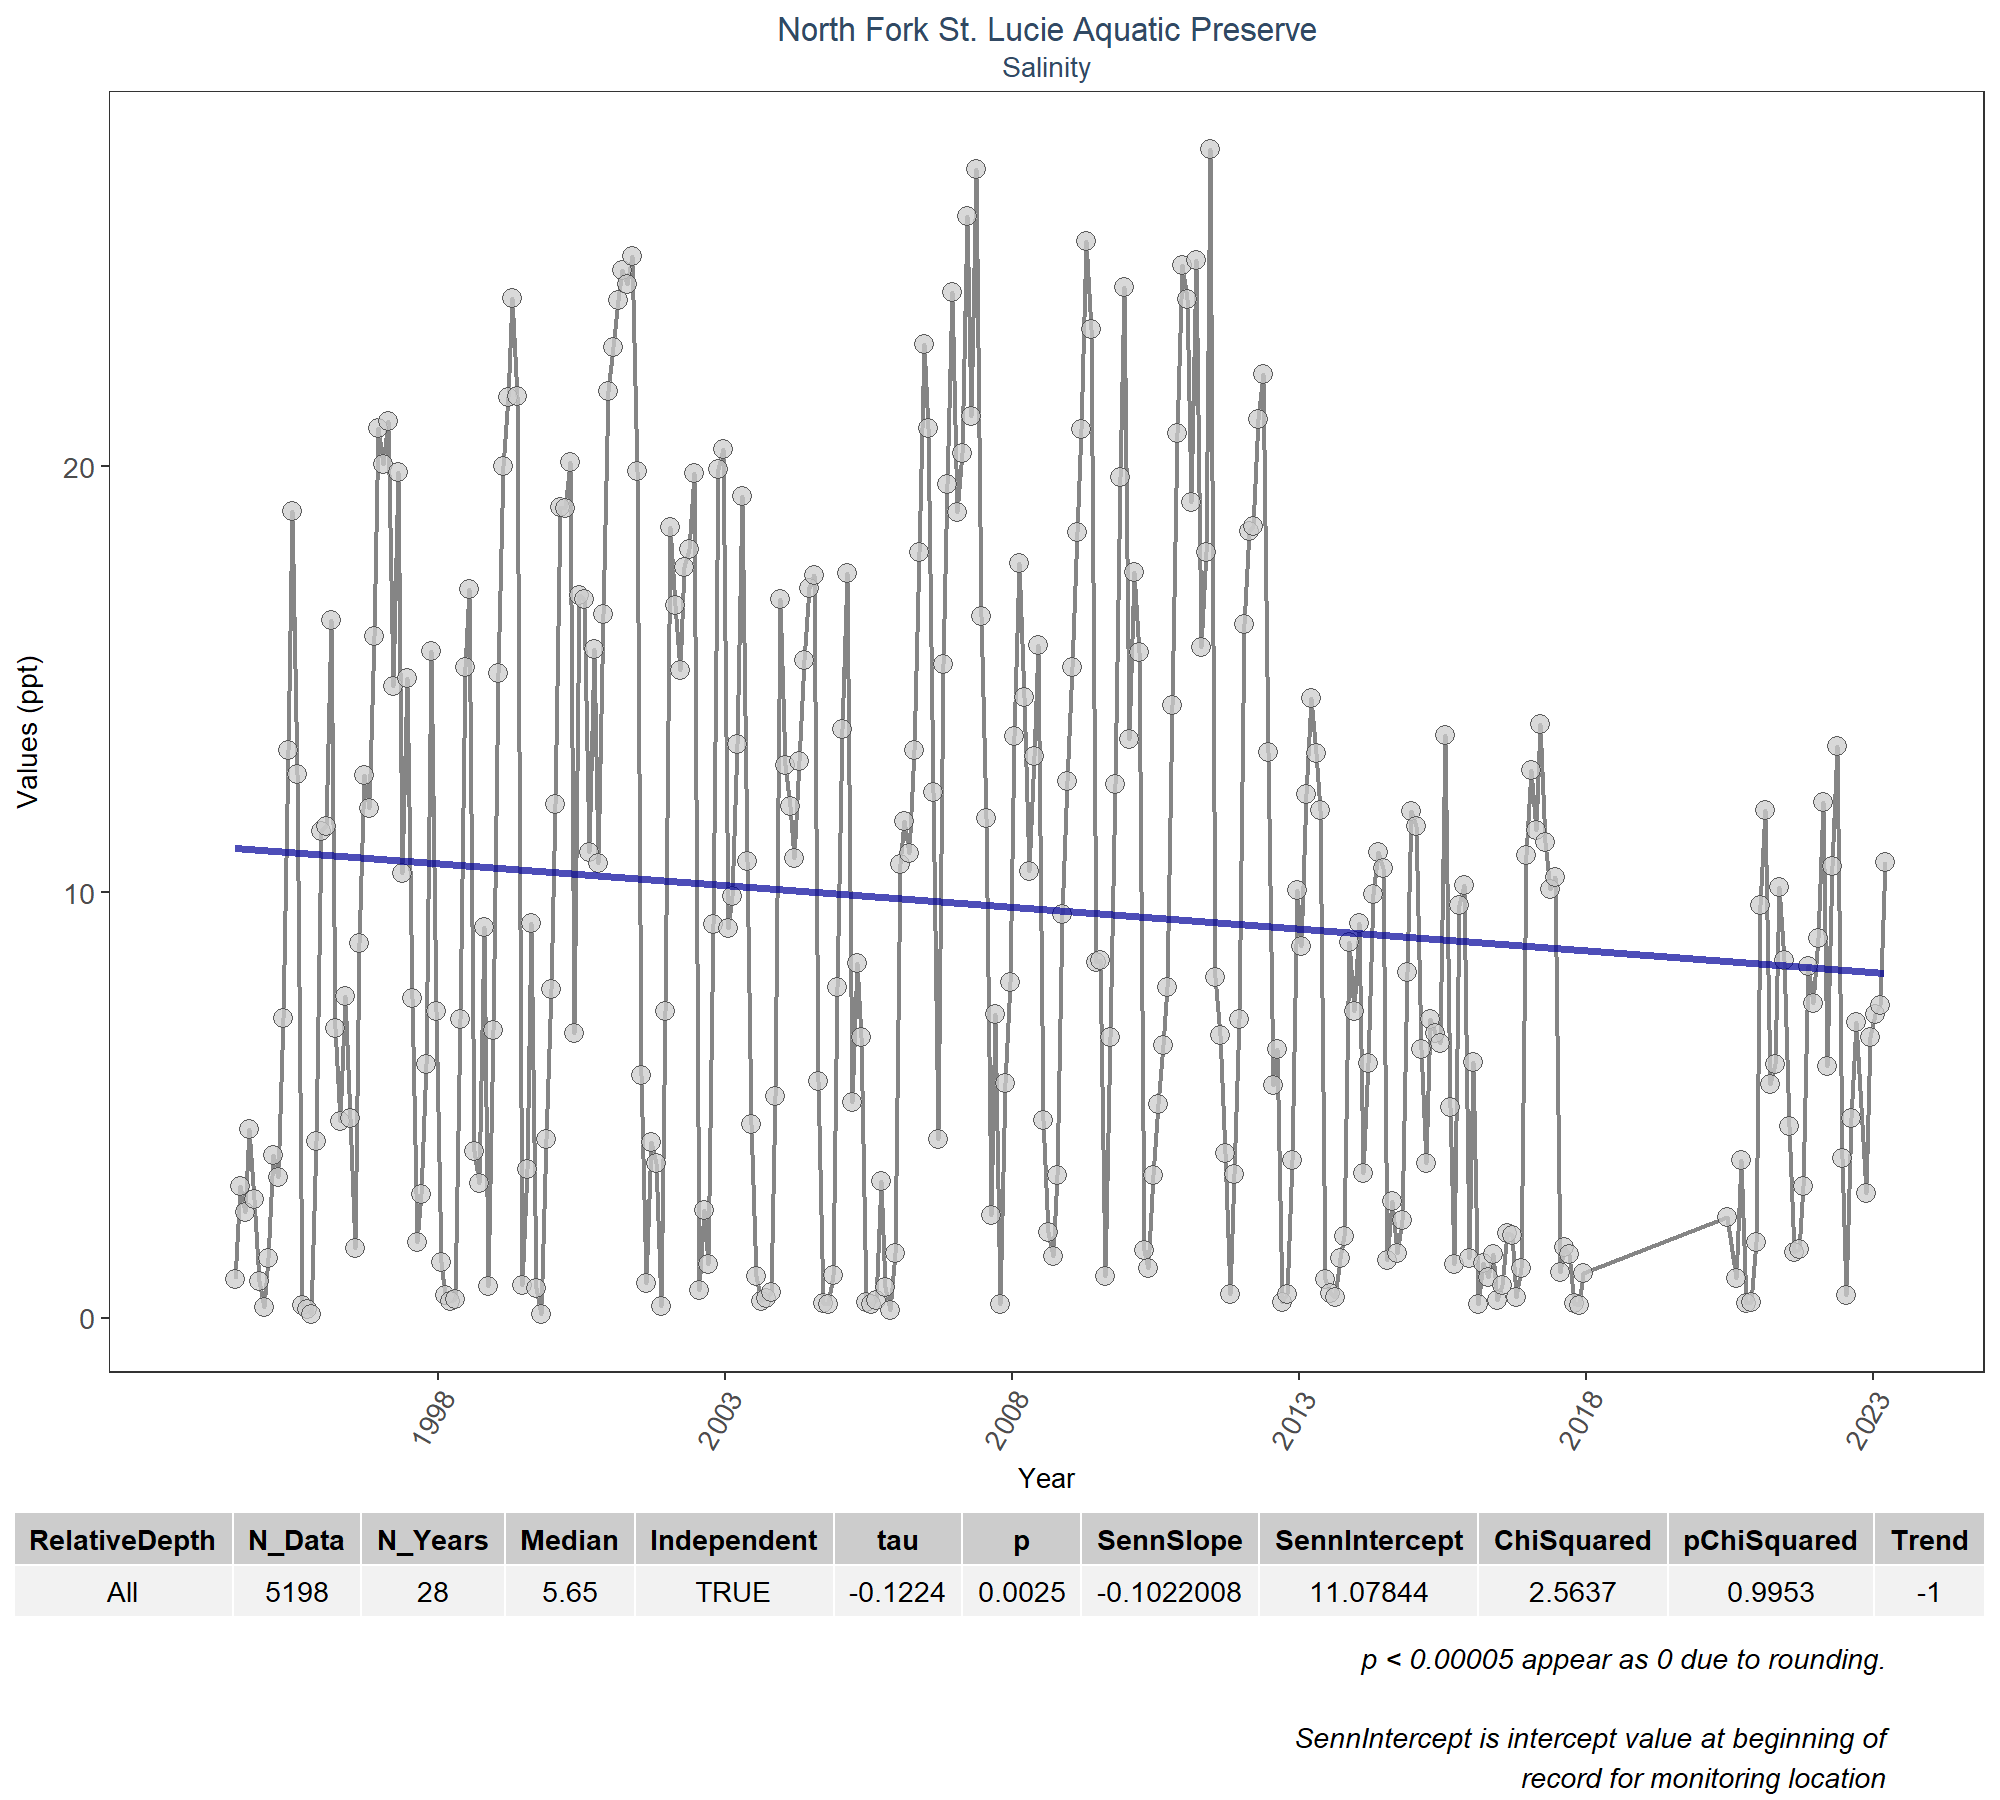 North Fork St. Lucie Aquatic Preserve
Salinity
Values (ppt)
20
10
0
1998 2003 2008 2013 2018 2023
Year
RelativeDepth N_Data N_Years Median Independent tau p SennSlope SennIntercept ChiSquared pChiSquared Trend
All 5198 28 5.65 TRUE -0.1224 0.0025 -0.1022008 11.07844 2.5637 0.9953 -1
p < 0.00005 appear as 0 due to rounding.
SennIntercept is intercept value at beginning of
record for monitoring location